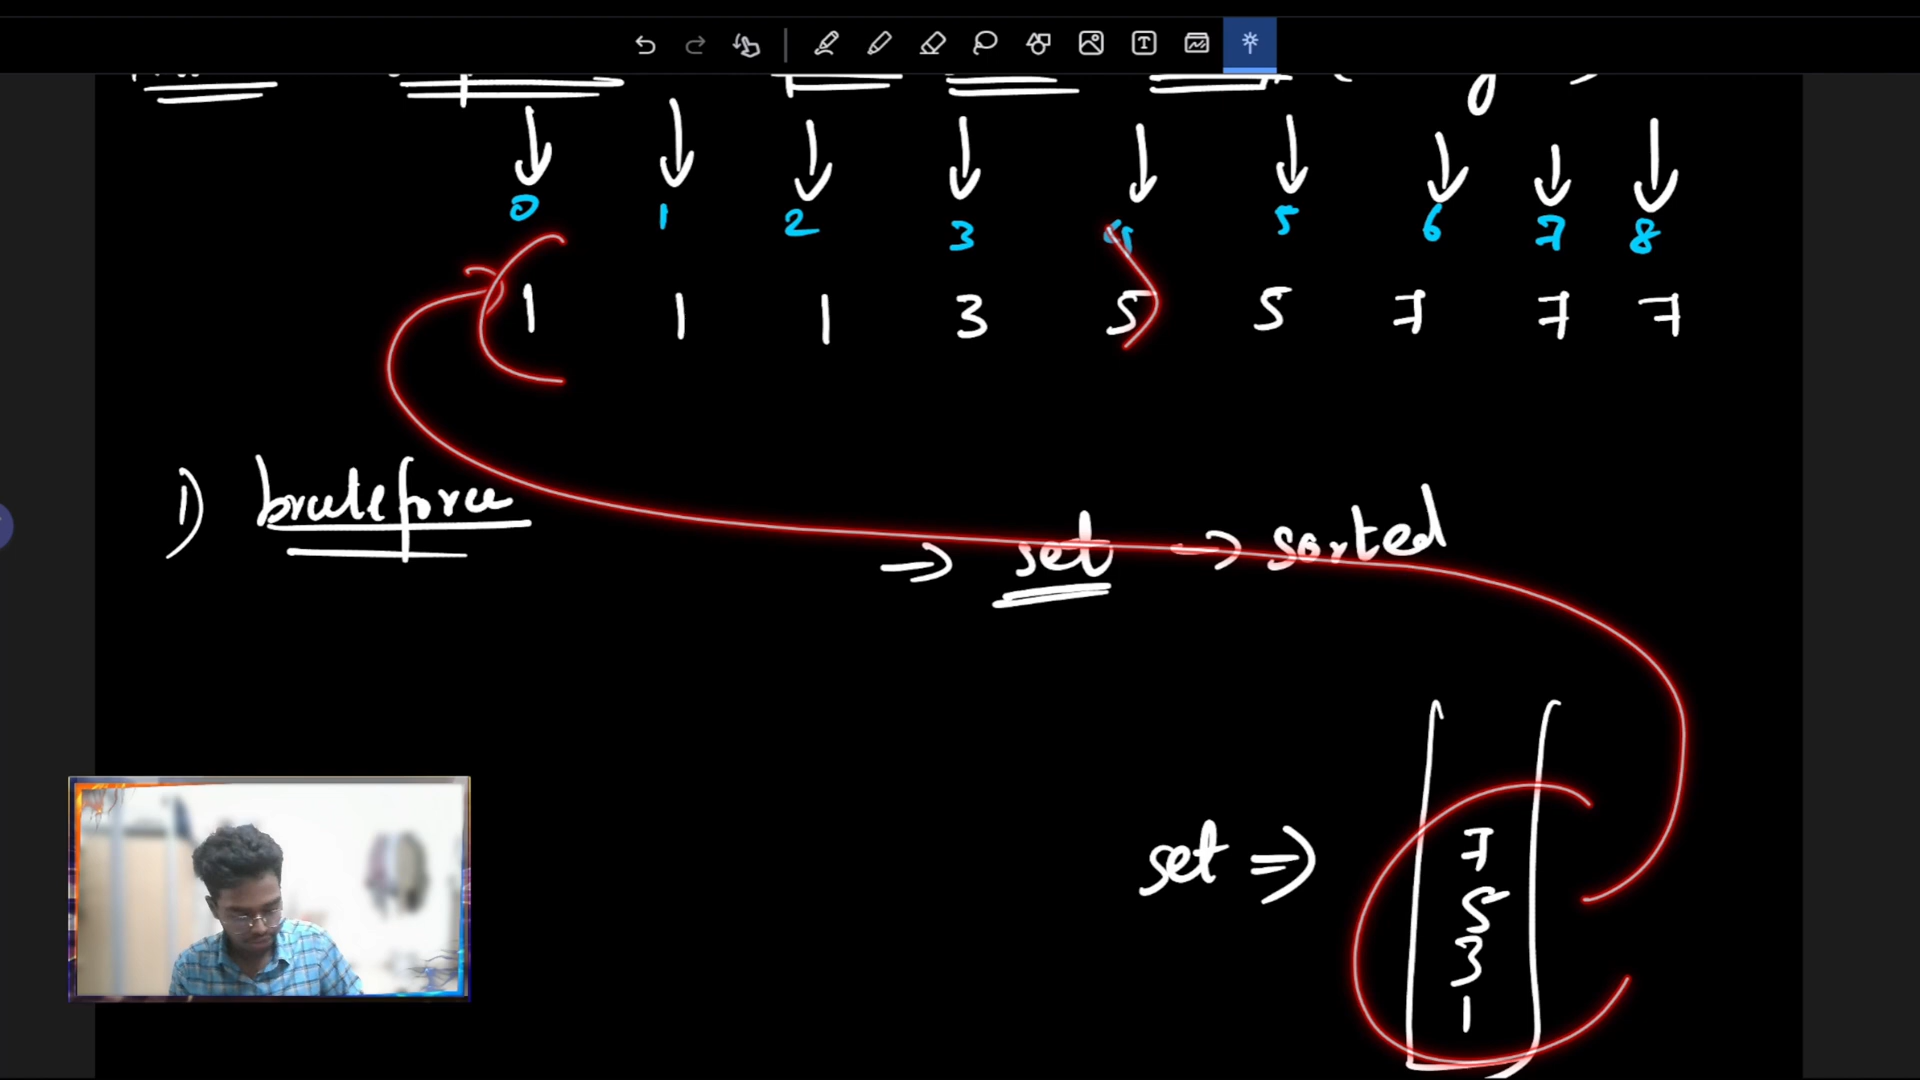 0 1 2 3 4 5 6 7 8
1 1 1 3 5 5 7 7 7
1) bruteforce
=> set -> sorted
7
set => 5
3
1